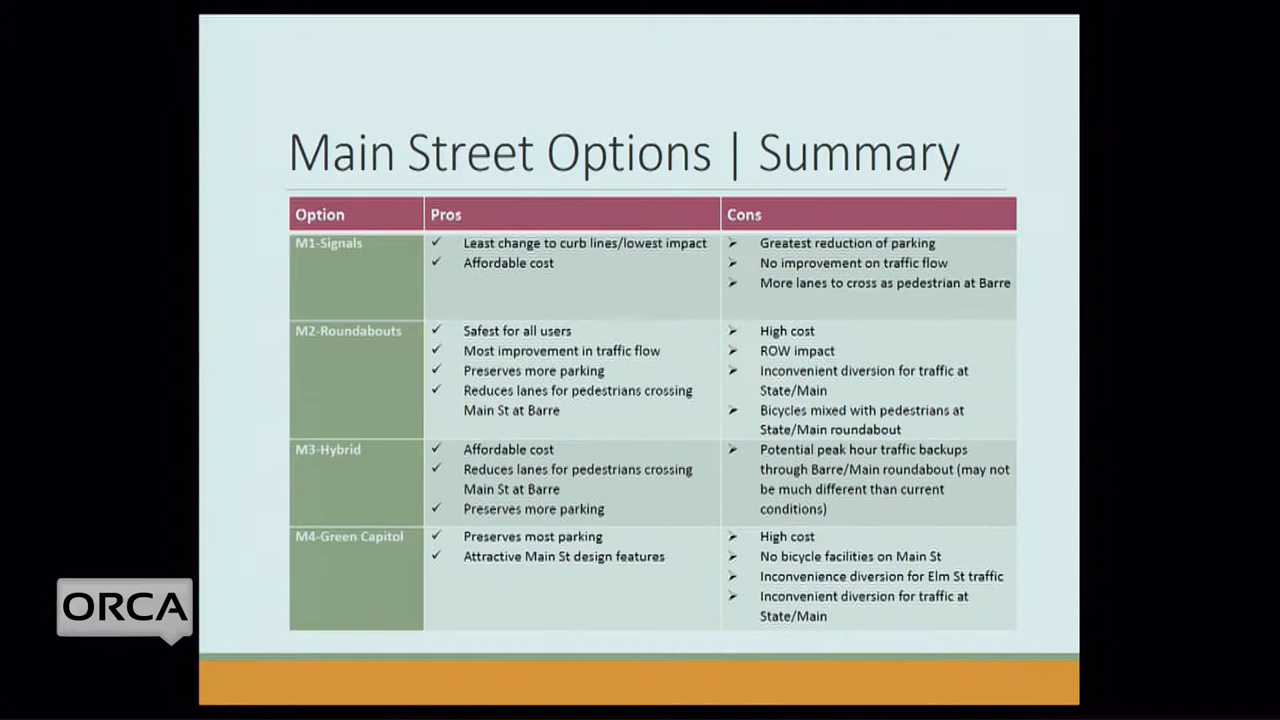 Main Street Options | Summary
Option Pros Cons
M1-Signals
Least change to curb lines/lowest impact
Affordable cost
Greatest reduction of parking
No improvement on traffic flow
More lanes to cross as pedestrian at Barre
M2-Roundabouts
Safest for all users
Most improvement in traffic flow
Preserves more parking
Reduces lanes for pedestrians crossing
Main St at Barre
High cost
ROW impact
Inconvenient diversion for traffic at
State/Main
Bicycles mixed with pedestrians at
State/Main roundabout
M3-Hybrid
Affordable cost
Reduces lanes for pedestrians crossing
Main St at Barre
Preserves more parking
Potential peak hour traffic backups
through Barre/Main roundabout (may not
be much different than current
conditions)
M4-Green Capitol
Preserves most parking
Attractive Main St design features
High cost
No bicycle facilities on Main St
Inconvenience diversion for Elm St traffic
Inconvenient diversion for traffic at
State/Main
ORCA